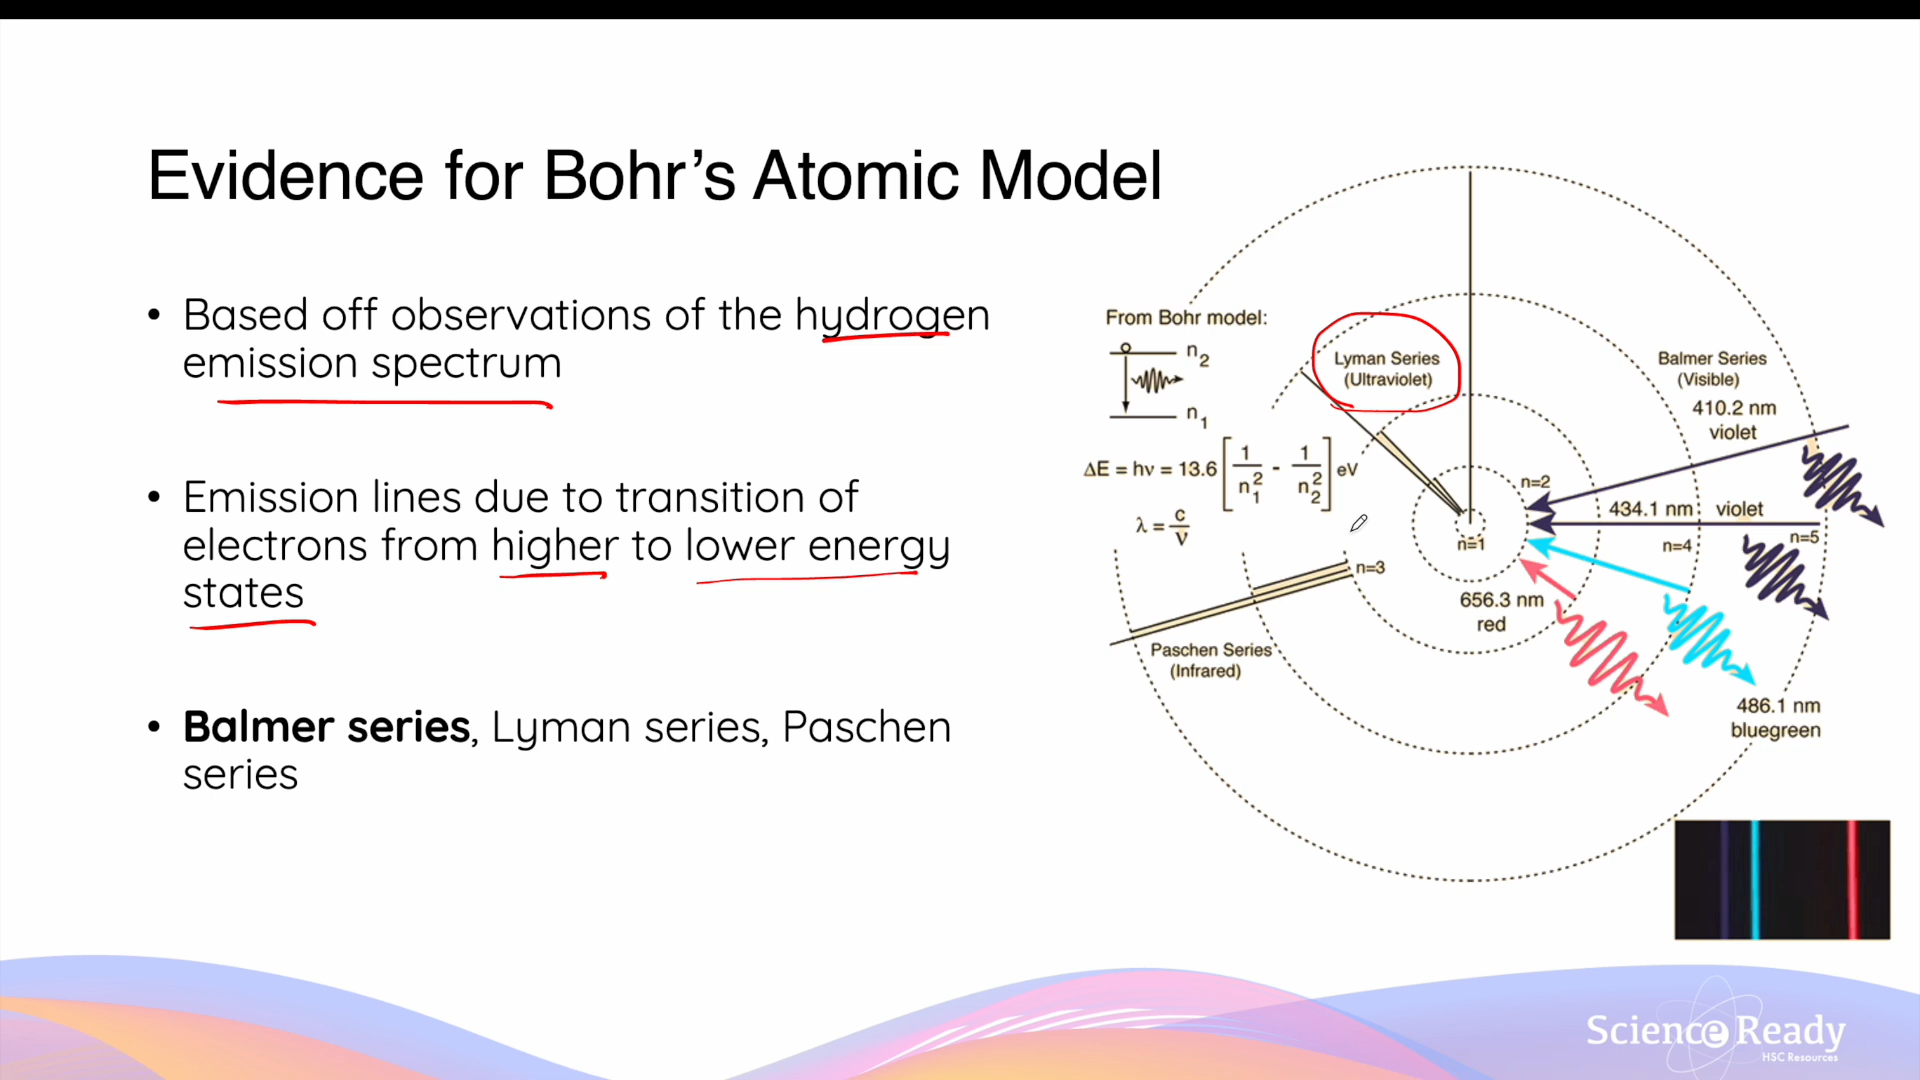 Evidence for Bohr’s Atomic Model
• Based off observations of the hydrogen
emission spectrum
• Emission lines due to transition of
electrons from higher to lower energy
states
• Balmer series, Lyman series, Paschen
series
From Bohr model:
n₂
n₁
ΔE = hν = 13.6 [ 1/n₁² - 1/n₂² ] eV
λ = c/ν
Lyman Series
(Ultraviolet)
Balmer Series
(Visible)
410.2 nm
violet
n=2
434.1 nm violet
n=1
n=4
n=5
n=3
656.3 nm
red
Paschen Series
(Infrared)
486.1 nm
bluegreen
Science Ready
HSC Resources